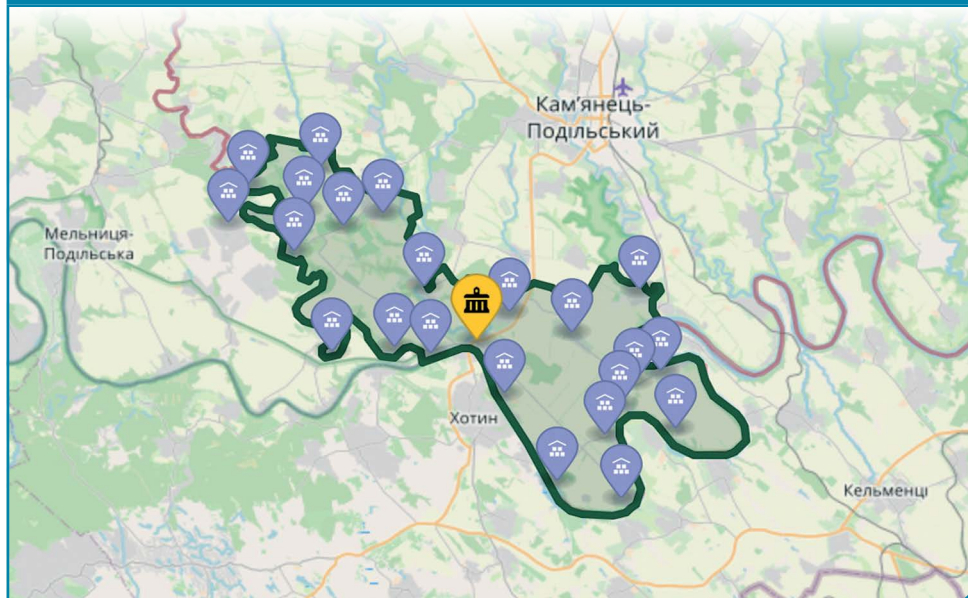 Кам'янець-
Подільський
Мельниця-
Подільська
Хотин
Кельменці